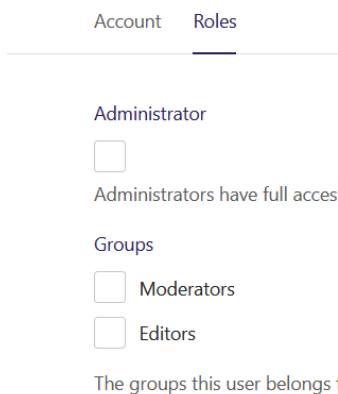 Account Roles
Administrator
Administrators have full acces
Groups
Moderators
Editors
The groups this user belongs